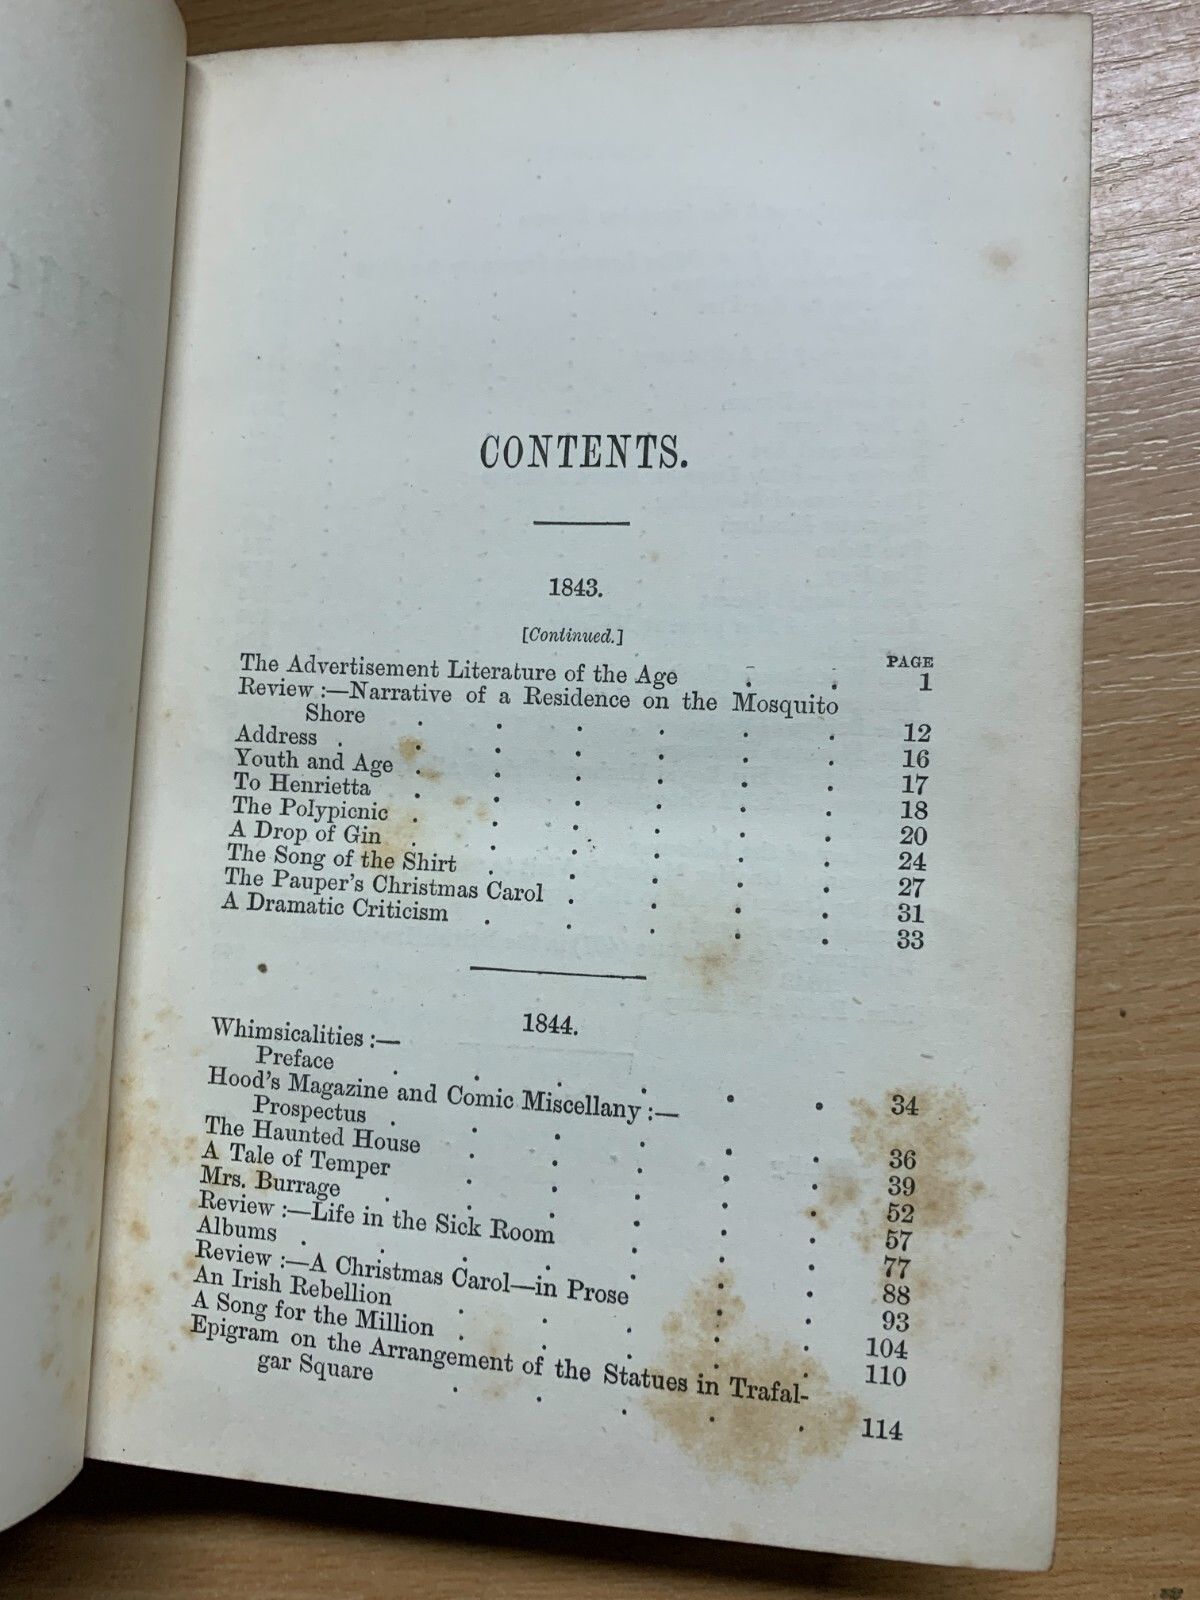 CONTENTS.
1843.
[Continued.]
PAGE
The Advertisement Literature of the Age . . 1
Review:—Narrative of a Residence on the Mosquito
Shore . . . . . . 12
Address . . . . . . . 16
Youth and Age . . . . . . 17
To Henrietta . . . . . . 18
The Polypicnic . . . . . . 20
A Drop of Gin . . . . . . 24
The Song of the Shirt . . . . . 27
The Pauper's Christmas Carol . . . . 31
A Dramatic Criticism . . . . . 33
1844.
Whimsicalities:—
Preface . . . . . . 34
Hood's Magazine and Comic Miscellany:—
Prospectus . . . . . . 36
The Haunted House . . . . . 39
A Tale of Temper . . . . . 52
Mrs. Burrage . . . . . . 57
Review:—Life in the Sick Room . . . . 77
Albums . . . . . . . 88
Review:—A Christmas Carol—in Prose . . . 93
An Irish Rebellion . . . . . 104
A Song for the Million . . . . . 110
Epigram on the Arrangement of the Statues in Trafal-
gar Square . . . . . 114